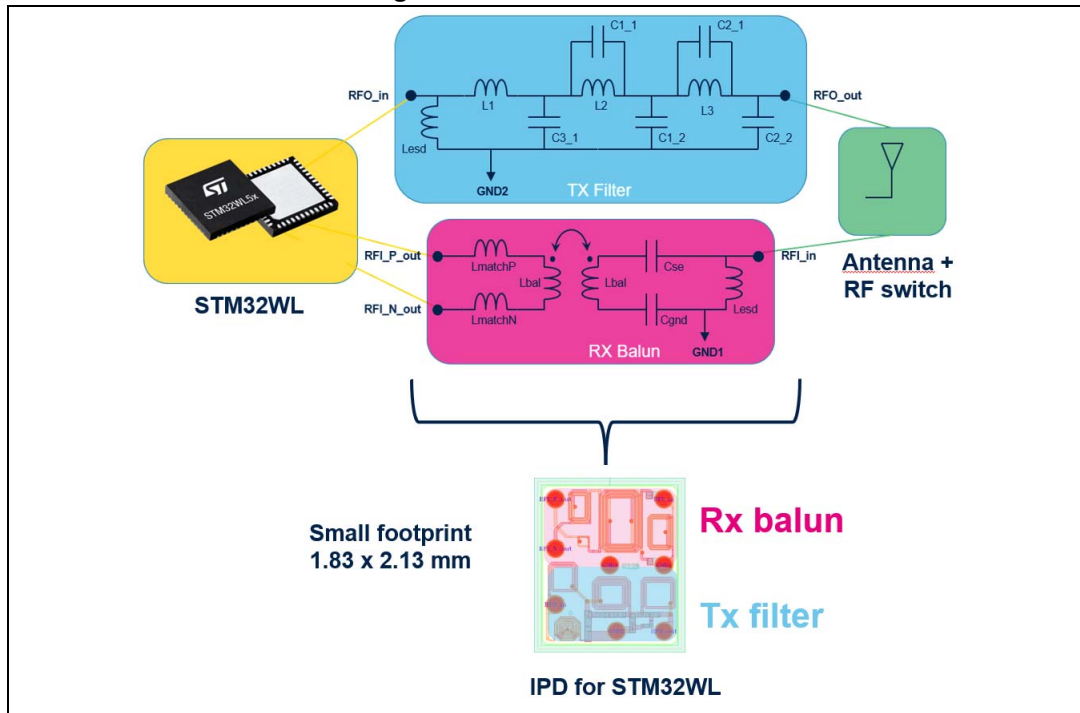 C1_1
C2_1
RFO_in
RFO_out
L1
L2
L3
Lesd
C3_1
C1_2
C2_2
GND2
TX Filter
STM32WL5x
STM32WL
RFI_P_out
RFI_N_out
LmatchP
LmatchN
Lbal
Lbal
Cse
Cgnd
Lesd
RFI_in
GND1
RX Balun
Antenna +
RF switch
Small footprint
1.83 x 2.13 mm
Rx balun
Tx filter
IPD for STM32WL